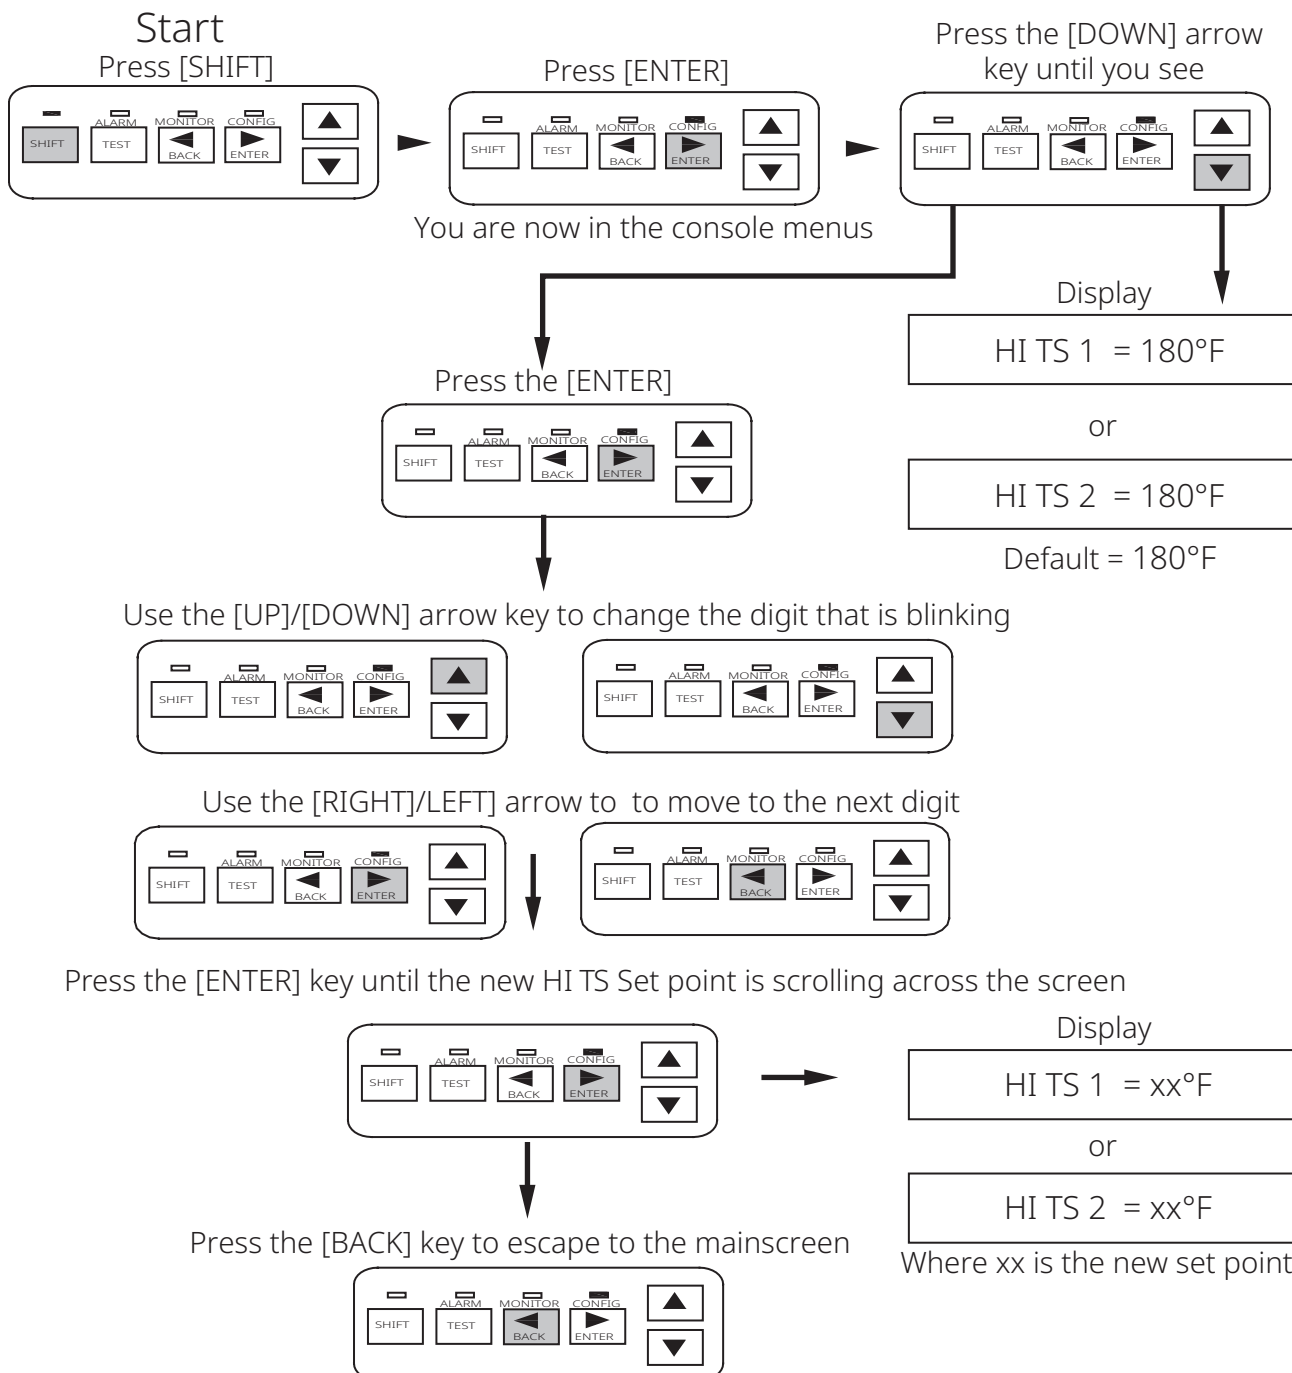 Start
Press [SHIFT]
Press [ENTER]
Press the [DOWN] arrow
key until you see
ALARM MONITOR CONFIG
SHIFT TEST BACK ENTER
ALARM MONITOR CONFIG
SHIFT TEST BACK ENTER
ALARM MONITOR CONFIG
SHIFT TEST BACK ENTER
You are now in the console menus
Display
HI TS 1 = 180°F
or
HI TS 2 = 180°F
Default = 180°F
Press the [ENTER]
ALARM MONITOR CONFIG
SHIFT TEST BACK ENTER
Use the [UP]/[DOWN] arrow key to change the digit that is blinking
ALARM MONITOR CONFIG
SHIFT TEST BACK ENTER
ALARM MONITOR CONFIG
SHIFT TEST BACK ENTER
Use the [RIGHT]/LEFT] arrow to to move to the next digit
ALARM MONITOR CONFIG
SHIFT TEST BACK ENTER
ALARM MONITOR CONFIG
SHIFT TEST BACK ENTER
Press the [ENTER] key until the new HI TS Set point is scrolling across the screen
ALARM MONITOR CONFIG
SHIFT TEST BACK ENTER
Display
HI TS 1 = xx°F
or
HI TS 2 = xx°F
Where xx is the new set point
Press the [BACK] key to escape to the mainscreen
ALARM MONITOR CONFIG
SHIFT TEST BACK ENTER